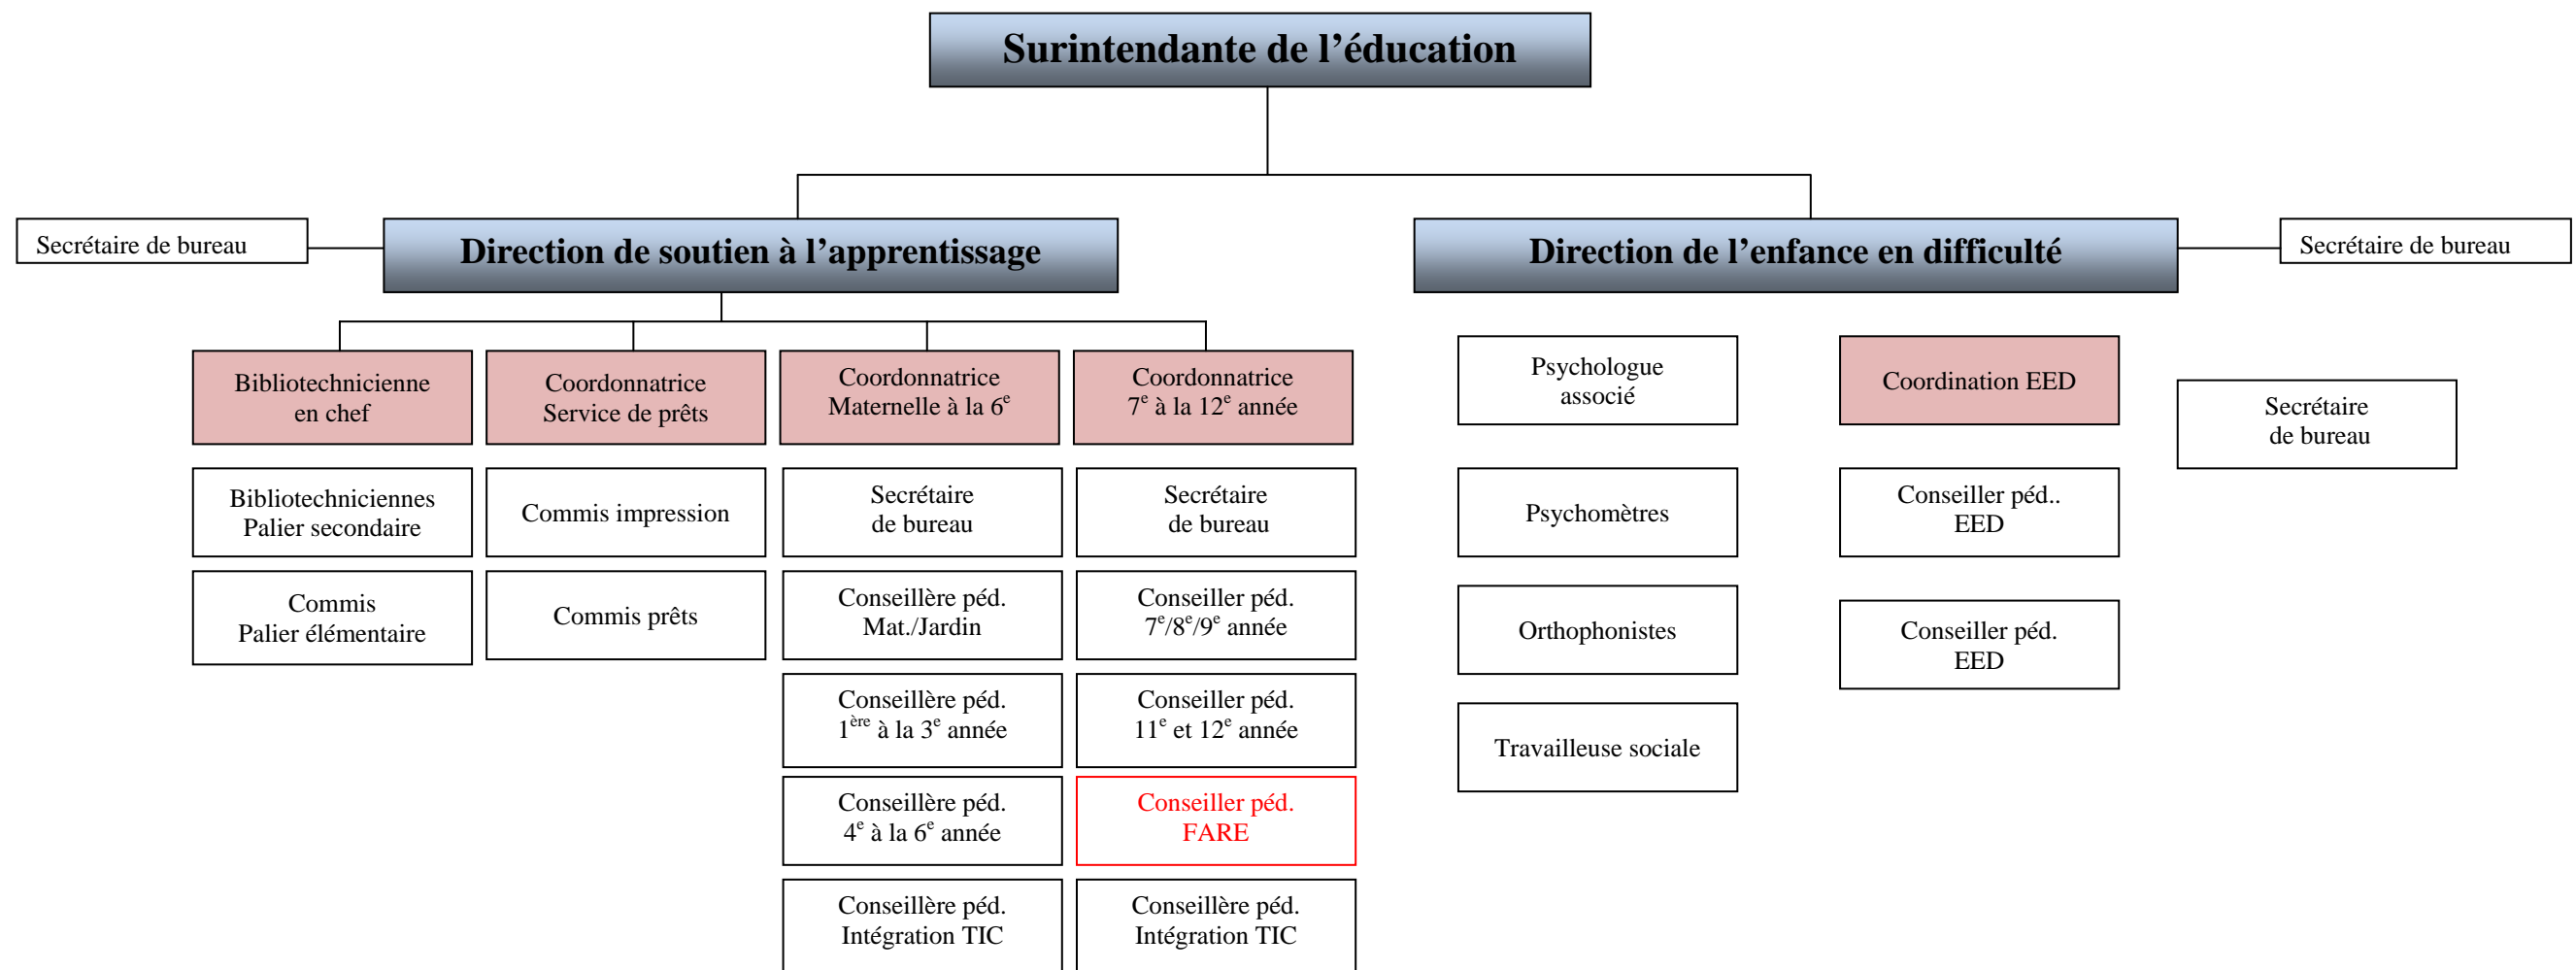 Surintendante de l’éducation
Secrétaire de bureau
Direction de soutien à l’apprentissage
Direction de l’enfance en difficulté
Secrétaire de bureau
Bibliotechnicienne
en chef
Coordonnatrice
Service de prêts
Coordonnatrice
Maternelle à la 6e
Coordonnatrice
7e à la 12e année
Psychologue
associé
Coordination EED
Secrétaire
de bureau
Bibliotechniciennes
Palier secondaire
Commis impression
Secrétaire
de bureau
Secrétaire
de bureau
Psychomètres
Conseiller péd..
EED
Commis
Palier élémentaire
Commis prêts
Conseillère péd.
Mat./Jardin
Conseiller péd.
7e/8e/9e année
Orthophonistes
Conseiller péd.
EED
Conseillère péd.
1ère à la 3e année
Conseiller péd.
11e et 12e année
Travailleuse sociale
Conseillère péd.
4e à la 6e année
Conseiller péd.
FARE
Conseillère péd.
Intégration TIC
Conseillère péd.
Intégration TIC